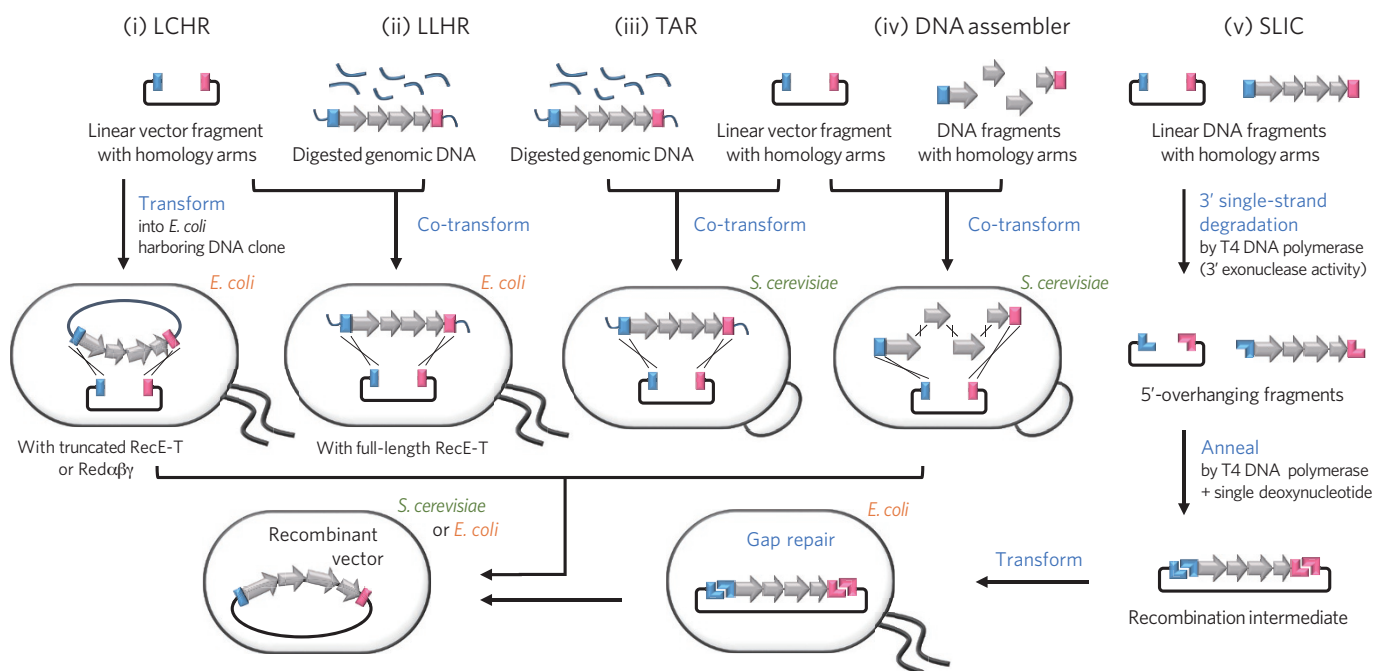 (i) LCHR
(ii) LLHR
(iii) TAR
(iv) DNA assembler
(v) SLIC
Linear vector fragment
with homology arms
Digested genomic DNA
Digested genomic DNA
Linear vector fragment
with homology arms
DNA fragments
with homology arms
Linear DNA fragments
with homology arms
Transform
into E. coli
harboring DNA clone
Co-transform
Co-transform
Co-transform
3' single-strand
degradation
by T4 DNA polymerase
(3' exonuclease activity)
E. coli
E. coli
S. cerevisiae
S. cerevisiae
5'-overhanging fragments
With truncated RecE-T
or Redαβγ
With full-length RecE-T
Anneal
by T4 DNA polymerase
+ single deoxynucleotide
S. cerevisiae
or E. coli
Recombinant
vector
E. coli
Gap repair
Transform
Recombination intermediate